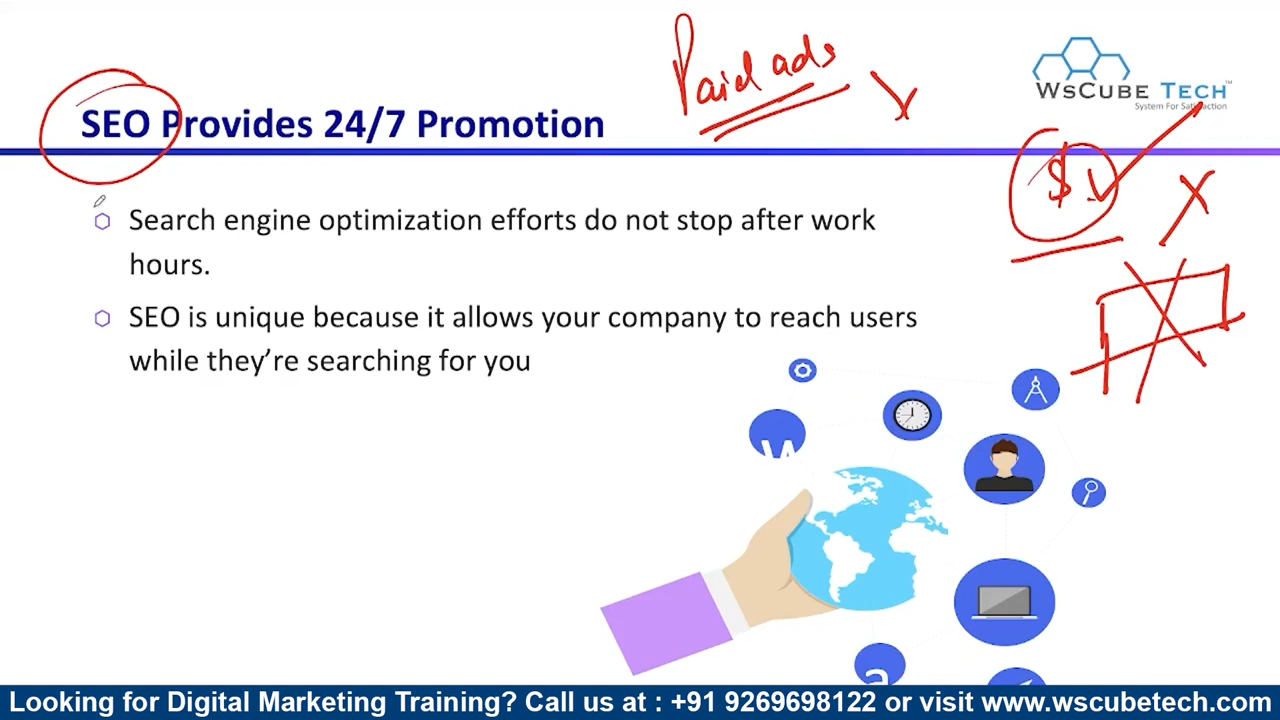 Paid ads
WsCube Tech™
System For Satisfaction
SEO Provides 24/7 Promotion
$
Search engine optimization efforts do not stop after work
hours.
SEO is unique because it allows your company to reach users
while they're searching for you
W
a
Looking for Digital Marketing Training? Call us at : +91 9269698122 or visit www.wscubetech.com